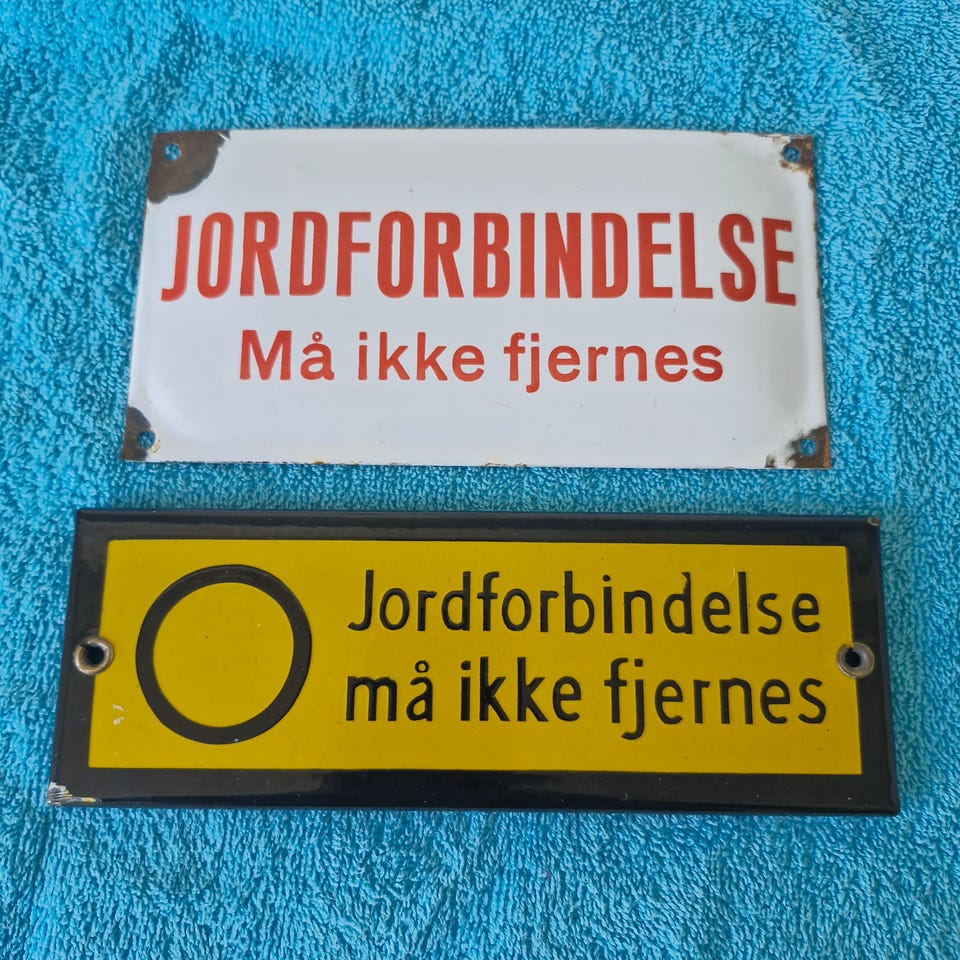 JORDFORBINDELSE
Må ikke fjernes
Jordforbindelse
må ikke fjernes